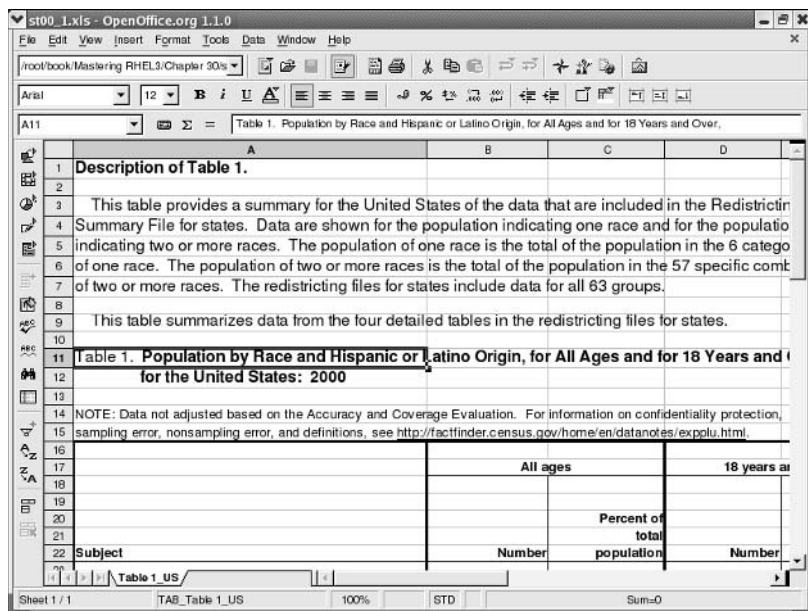 st00_1.xls - OpenOffice.org 1.1.0
File Edit View Insert Format Tools Data Window Help
/root/book/Mastering RHEL3/Chapter 30/s
Arial 12 B i U A
A11 Σ = Table 1. Population by Race and Hispanic or Latino Origin, for All Ages and for 18 Years and Over,
A B C D
1 Description of Table 1.
2
3 This table provides a summary for the United States of the data that are included in the Redistrictin
4 Summary File for states. Data are shown for the population indicating one race and for the populatio
5 indicating two or more races. The population of one race is the total of the population in the 6 catego
6 of one race. The population of two or more races is the total of the population in the 57 specific comb
7 of two or more races. The redistricting files for states include data for all 63 groups.
8
9 This table summarizes data from the four detailed tables in the redistricting files for states.
10
11 Table 1. Population by Race and Hispanic or Latino Origin, for All Ages and for 18 Years and
12 for the United States: 2000
13
14 NOTE: Data not adjusted based on the Accuracy and Coverage Evaluation. For information on confidentiality protection,
15 sampling error, nonsampling error, and definitions, see http://factfinder.census.gov/home/en/datanotes/expplu.html.
16
17 All ages 18 years an
18
19
20 Percent of
21 total
22 Subject Number population Number
Table 1_US
Sheet 1 / 1 TAB_Table 1_US 100% STD Sum=0